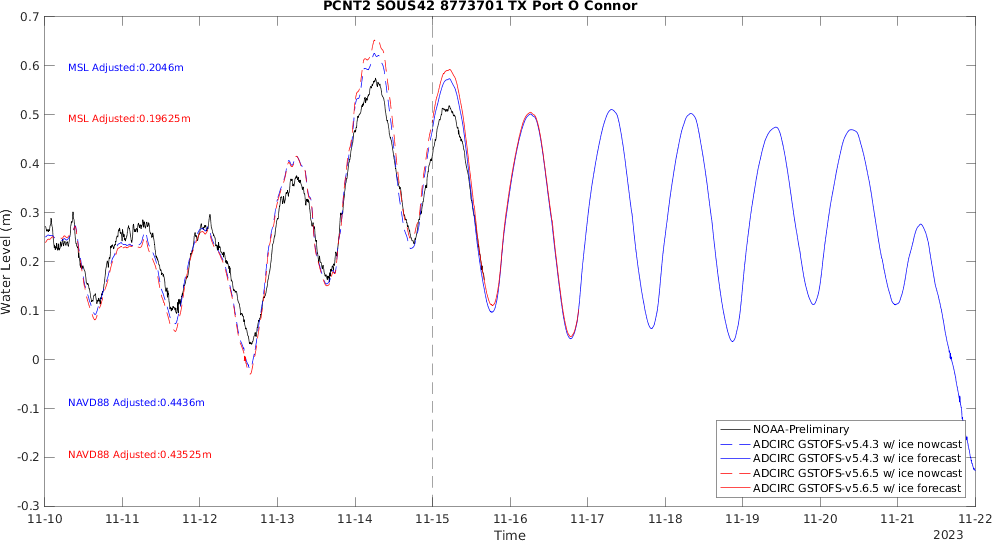 PCNT2 SOUS42 8773701 TX Port O Connor
0.7
0.6
0.5
0.4
0.3
0.2
0.1
0
-0.1
-0.2
-0.3
Water Level (m)
MSL Adjusted:0.2046m
MSL Adjusted:0.19625m
NAVD88 Adjusted:0.4436m
NAVD88 Adjusted:0.43525m
NOAA-Preliminary
ADCIRC GSTOFS-v5.4.3 w/ ice nowcast
ADCIRC GSTOFS-v5.4.3 w/ ice forecast
ADCIRC GSTOFS-v5.6.5 w/ ice nowcast
ADCIRC GSTOFS-v5.6.5 w/ ice forecast
11-10 11-11 11-12 11-13 11-14 11-15 11-16 11-17 11-18 11-19 11-20 11-21 11-22
Time
2023